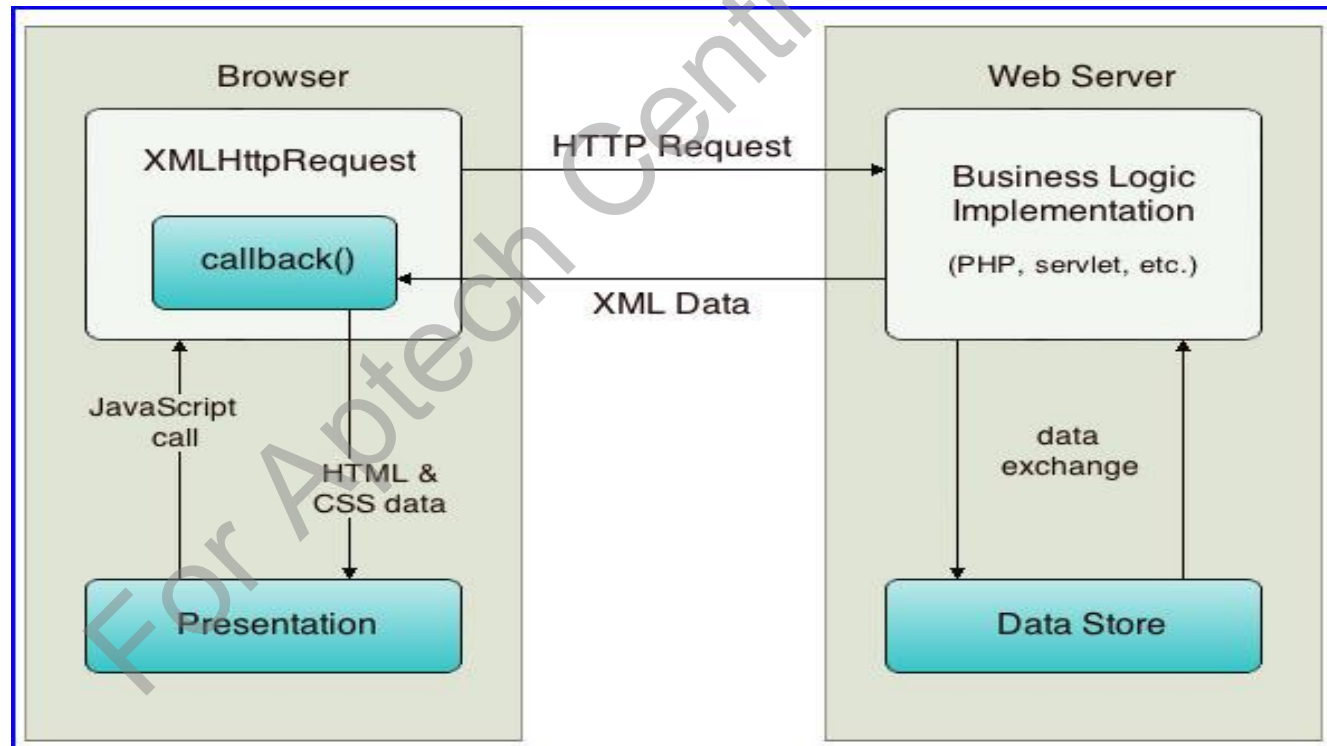 Browser
XMLHttpRequest
callback()
JavaScript
call
HTML &
CSS data
Presentation
HTTP Request
XML Data
Web Server
Business Logic
Implementation
(PHP, servlet, etc.)
data
exchange
Data Store
For Aptech